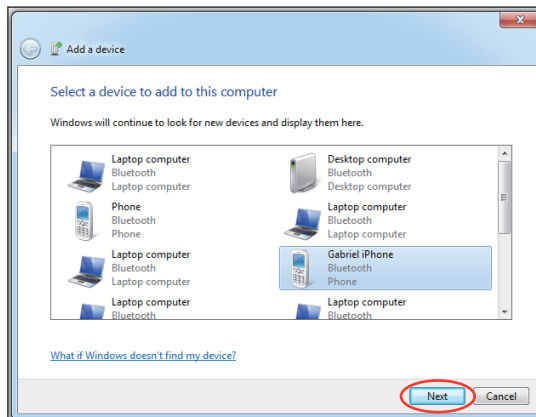 Add a device
Select a device to add to this computer
Windows will continue to look for new devices and display them here.
Laptop computer
Bluetooth
Laptop computer
Desktop computer
Bluetooth
Desktop computer
Phone
Bluetooth
Phone
Laptop computer
Bluetooth
Laptop computer
Laptop computer
Bluetooth
Laptop computer
Gabriel iPhone
Bluetooth
Phone
Laptop computer
Bluetooth
Laptop computer
Bluetooth
What if Windows doesn't find my device?
Next
Cancel